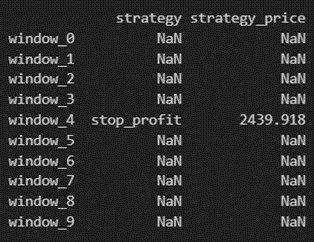 strategy strategy_price
window_0 NaN NaN
window_1 NaN NaN
window_2 NaN NaN
window_3 NaN NaN
window_4 stop_profit 2439.918
window_5 NaN NaN
window_6 NaN NaN
window_7 NaN NaN
window_8 NaN NaN
window_9 NaN NaN